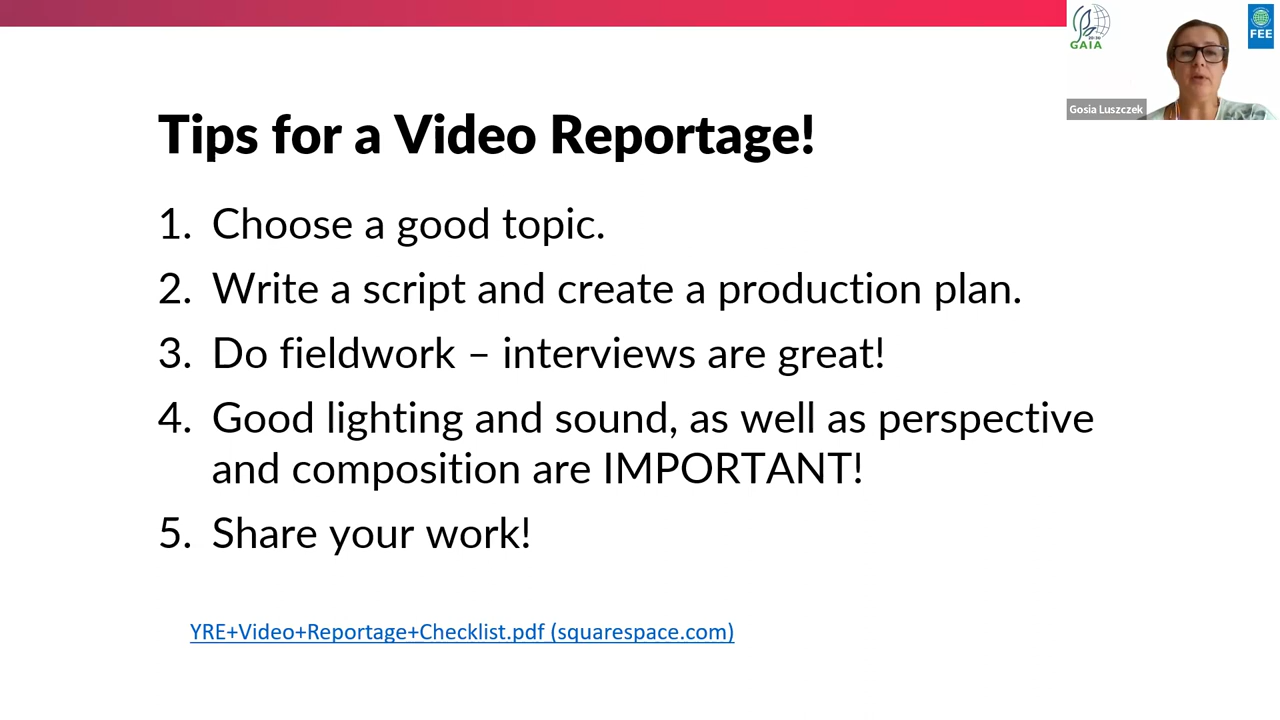 GAIA
FEE
Gosia Luszczek
Tips for a Video Reportage!
1. Choose a good topic.
2. Write a script and create a production plan.
3. Do fieldwork – interviews are great!
4. Good lighting and sound, as well as perspective
and composition are IMPORTANT!
5. Share your work!
YRE+Video+Reportage+Checklist.pdf (squarespace.com)